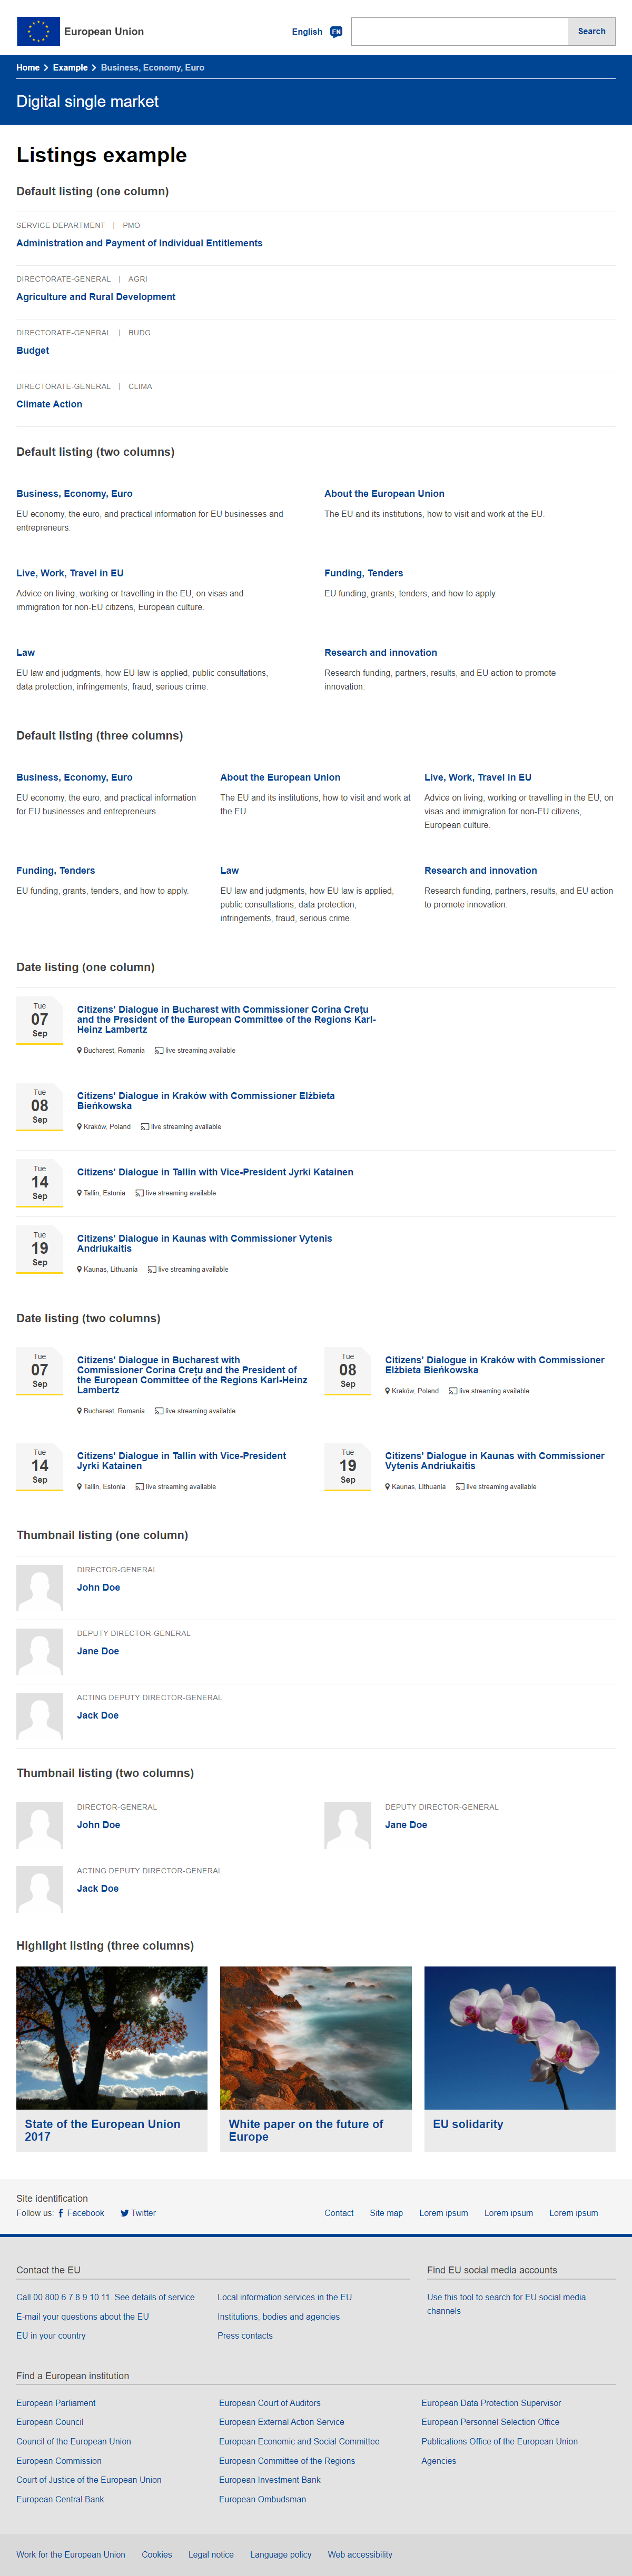 European Union
English
EN
Search
Home > Example > Business, Economy, Euro
Digital single market
Listings example
Default listing (one column)
SERVICE DEPARTMENT | PMO
Administration and Payment of Individual Entitlements
DIRECTORATE-GENERAL | AGRI
Agriculture and Rural Development
DIRECTORATE-GENERAL | BUDG
Budget
DIRECTORATE-GENERAL | CLIMA
Climate Action
Default listing (two columns)
Business, Economy, Euro
EU economy, the euro, and practical information for EU businesses and
entrepreneurs.
About the European Union
The EU and its institutions, how to visit and work at the EU.
Live, Work, Travel in EU
Advice on living, working or travelling in the EU, on visas and
immigration for non-EU citizens, European culture.
Funding, Tenders
EU funding, grants, tenders, and how to apply.
Law
EU law and judgments, how EU law is applied, public consultations,
data protection, infringements, fraud, serious crime.
Research and innovation
Research funding, partners, results, and EU action to promote
innovation.
Default listing (three columns)
Business, Economy, Euro
EU economy, the euro, and practical information
for EU businesses and entrepreneurs.
About the European Union
The EU and its institutions, how to visit and work at
the EU.
Live, Work, Travel in EU
Advice on living, working or travelling in the EU, on
visas and immigration for non-EU citizens,
European culture.
Funding, Tenders
EU funding, grants, tenders, and how to apply.
Law
EU law and judgments, how EU law is applied,
public consultations, data protection,
infringements, fraud, serious crime.
Research and innovation
Research funding, partners, results, and EU action
to promote innovation.
Date listing (one column)
Tue
07
Sep
Citizens' Dialogue in Bucharest with Commissioner Corina Crețu
and the President of the European Committee of the Regions Karl-
Heinz Lambertz
Bucharest, Romania live streaming available
Tue
08
Sep
Citizens' Dialogue in Kraków with Commissioner Elżbieta
Bieńkowska
Kraków, Poland live streaming available
Tue
14
Sep
Citizens' Dialogue in Tallin with Vice-President Jyrki Katainen
Tallin, Estonia live streaming available
Tue
19
Sep
Citizens' Dialogue in Kaunas with Commissioner Vytenis
Andriukaitis
Kaunas, Lithuania live streaming available
Date listing (two columns)
Tue
07
Sep
Citizens' Dialogue in Bucharest with
Commissioner Corina Crețu and the President of
the European Committee of the Regions Karl-Heinz
Lambertz
Bucharest, Romania live streaming available
Tue
08
Sep
Citizens' Dialogue in Kraków with Commissioner
Elżbieta Bieńkowska
Kraków, Poland live streaming available
Tue
14
Sep
Citizens' Dialogue in Tallin with Vice-President
Jyrki Katainen
Tallin, Estonia live streaming available
Tue
19
Sep
Citizens' Dialogue in Kaunas with Commissioner
Vytenis Andriukaitis
Kaunas, Lithuania live streaming available
Thumbnail listing (one column)
DIRECTOR-GENERAL
John Doe
DEPUTY DIRECTOR-GENERAL
Jane Doe
ACTING DEPUTY DIRECTOR-GENERAL
Jack Doe
Thumbnail listing (two columns)
DIRECTOR-GENERAL
John Doe
DEPUTY DIRECTOR-GENERAL
Jane Doe
ACTING DEPUTY DIRECTOR-GENERAL
Jack Doe
Highlight listing (three columns)
State of the European Union
2017
White paper on the future of
Europe
EU solidarity
Site identification
Follow us: Facebook Twitter
Contact Site map Lorem ipsum Lorem ipsum Lorem ipsum
Contact the EU
Call 00 800 6 7 8 9 10 11. See details of service
E-mail your questions about the EU
EU in your country
Local information services in the EU
Institutions, bodies and agencies
Press contacts
Find EU social media accounts
Use this tool to search for EU social media
channels
Find a European institution
European Parliament
European Council
Council of the European Union
European Commission
Court of Justice of the European Union
European Central Bank
European Court of Auditors
European External Action Service
European Economic and Social Committee
European Committee of the Regions
European Investment Bank
European Ombudsman
European Data Protection Supervisor
European Personnel Selection Office
Publications Office of the European Union
Agencies
Work for the European Union Cookies Legal notice Language policy Web accessibility